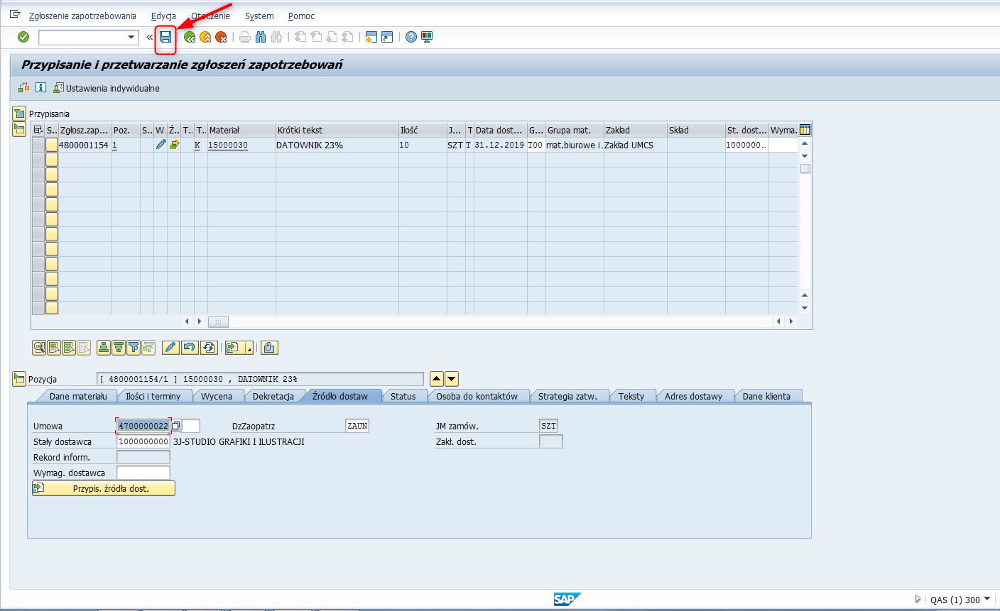 Zgłoszenie zapotrzebowania Edycja Otoczenie System Pomoc
«
Przypisanie i przetwarzanie zgłoszeń zapotrzebowań
Ustawienia indywidualne
Przypisania
S.. Zgłosz.zap... Poz. S.. W. Ź.. T.. T.. Materiał Krótki tekst Ilość J... T Data dost... G... Grupa mat. Zakład Skład St. dost... Wyma.
4800001154 1 K 15000030 DATOWNIK 23% 10 SZT T 31.12.2019 T00 mat.biurowe i.. Zakład UMCS 1000000...
Pozycja [ 4800001154/1 ] 15000030 , DATOWNIK 23%
Dane materiału Ilości i terminy Wycena Dekretacja Źródło dostaw Status Osoba do kontaktów Strategia zatw. Teksty Adres dostawy Dane klienta
Umowa 4700000022 DzZaopatrz ZAUN JM zamów. SZT
Stały dostawca 1000000000 3J-STUDIO GRAFIKI I ILUSTRACJI Zakł. dost.
Rekord inform.
Wymag. dostawca
Przypis. źródła dost.
SAP QAS (1) 300